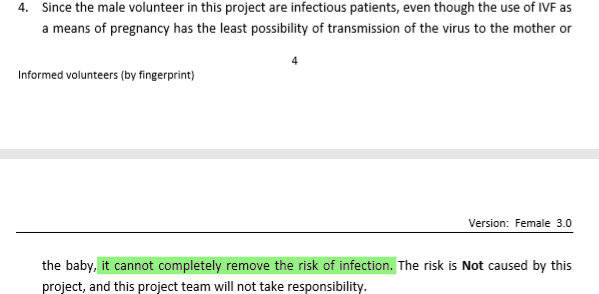 4. Since the male volunteer in this project are infectious patients, even though the use of IVF as
a means of pregnancy has the least possibility of transmission of the virus to the mother or
4
Informed volunteers (by fingerprint)
Version: Female 3.0
the baby, it cannot completely remove the risk of infection. The risk is Not caused by this
project, and this project team will not take responsibility.